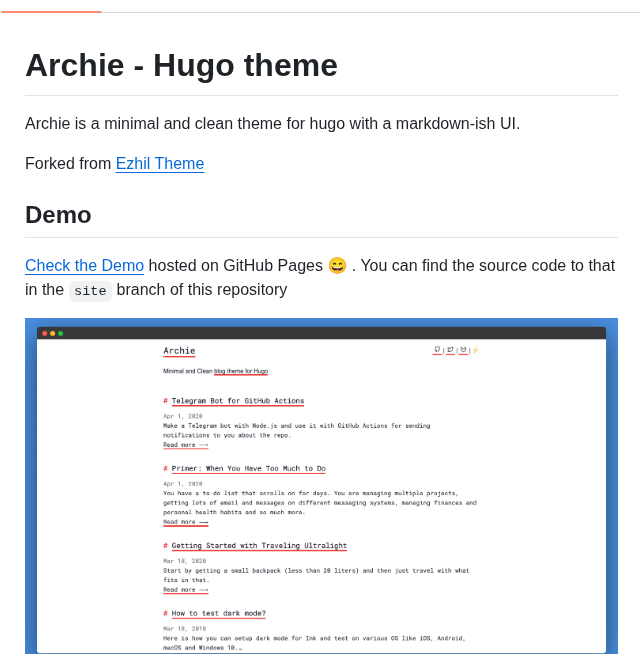 Archie - Hugo theme
Archie is a minimal and clean theme for hugo with a markdown-ish UI.
Forked from Ezhil Theme
Demo
Check the Demo hosted on GitHub Pages 😄 . You can find the source code to that
in the site branch of this repository
Archie
Minimal and Clean blog theme for Hugo
# Telegram Bot for GitHub Actions
Apr 1, 2020
Make a Telegram bot with Node.js and use it with GitHub Actions for sending
notifications to you about the repo.
Read more ⟶
# Primer: When You Have Too Much to Do
Apr 1, 2020
You have a to-do list that scrolls on for days. You are managing multiple projects,
getting lots of email and messages on different messaging systems, managing finances and
personal health habits and so much more.
Read more ⟶
# Getting Started with Traveling Ultralight
Mar 18, 2020
Start by getting a small backpack (less than 20 liters) and then just travel with what
fits in that.
Read more ⟶
# How to test dark mode?
Mar 18, 2018
Here is how you can setup dark mode for Ink and test on various OS like iOS, Android,
macOS and Windows 10.…